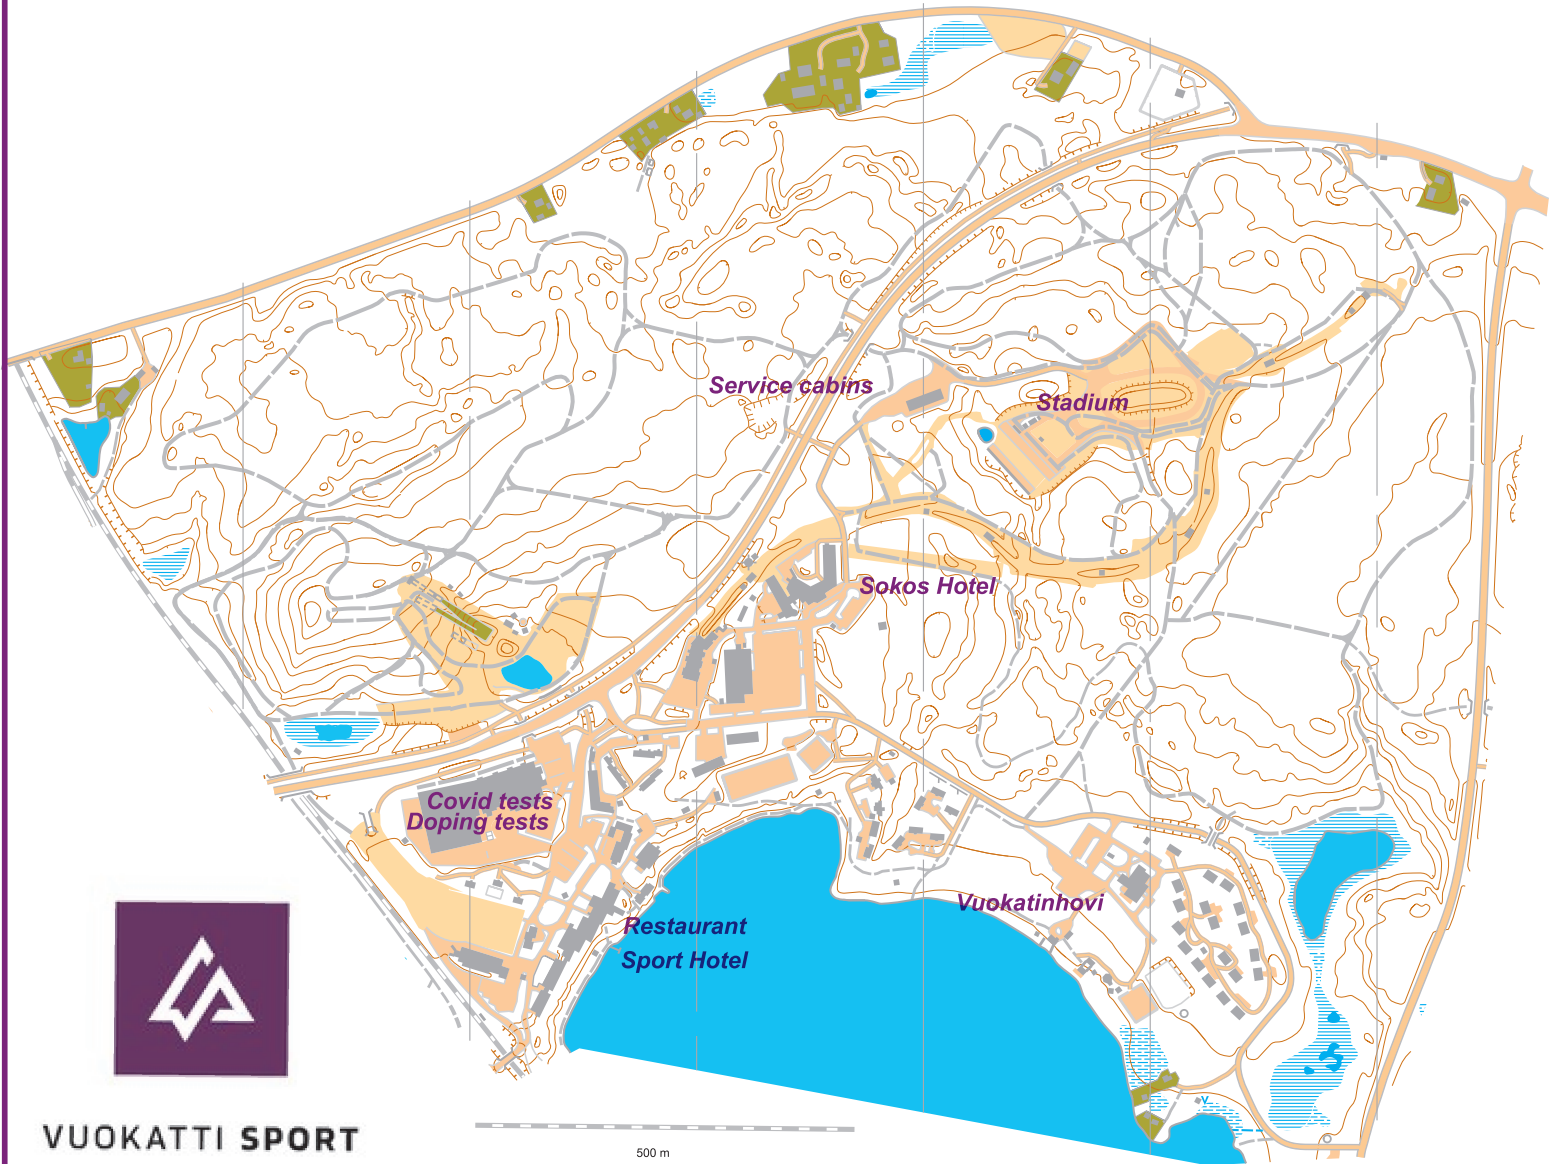 Service cabins
Stadium
Sokos Hotel
Covid tests
Doping tests
Vuokatinhovi
Restaurant
Sport Hotel
VUOKATTI SPORT
500 m